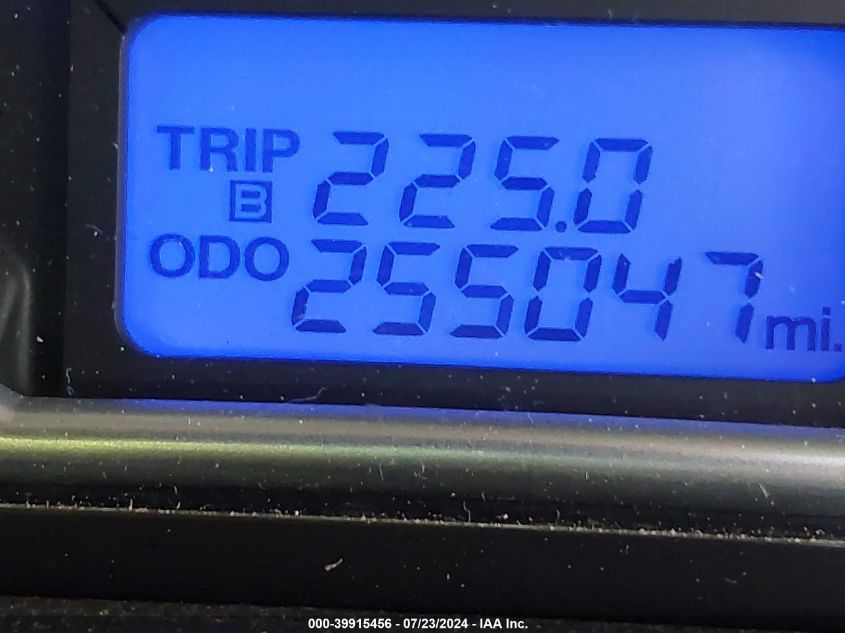 TRIP 225.0
B
ODO 255047 mi.
000-39915456 - 07/23/2024 - IAA Inc.